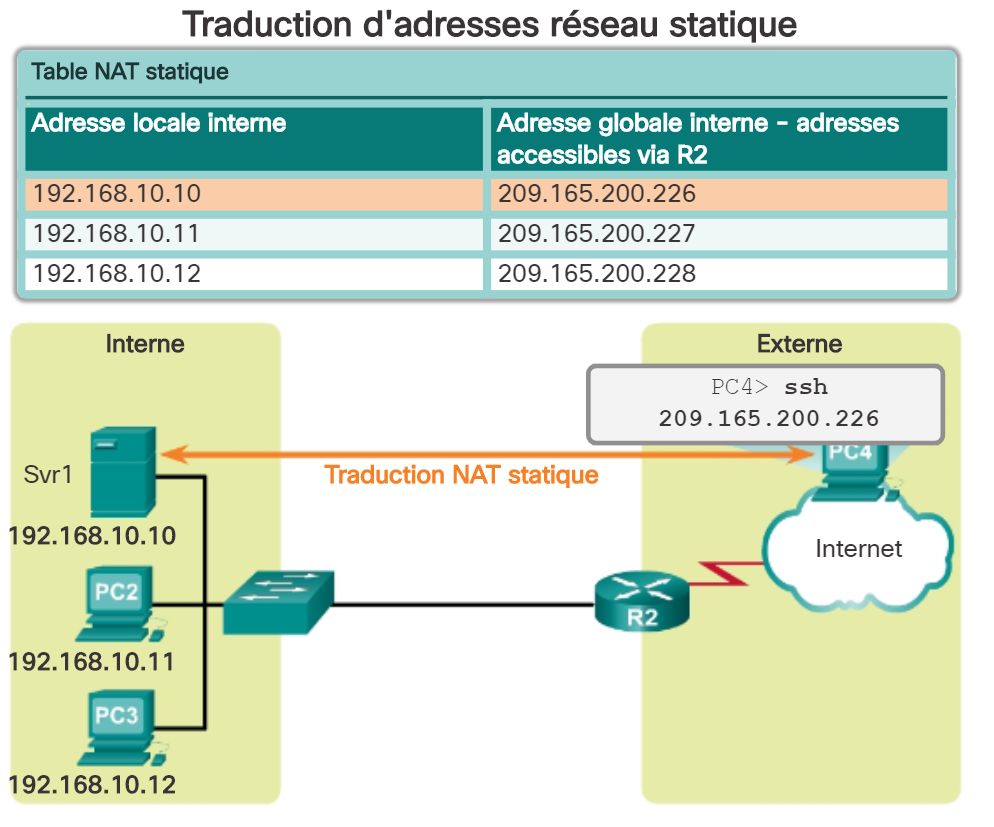 Traduction d'adresses réseau statique
Table NAT statique
Adresse locale interne
Adresse globale interne - adresses
accessibles via R2
192.168.10.10
209.165.200.226
192.168.10.11
209.165.200.227
192.168.10.12
209.165.200.228
Interne
Externe
PC4> ssh
209.165.200.226
PC4
Svr1
Traduction NAT statique
192.168.10.10
Internet
PC2
R2
192.168.10.11
PC3
192.168.10.12